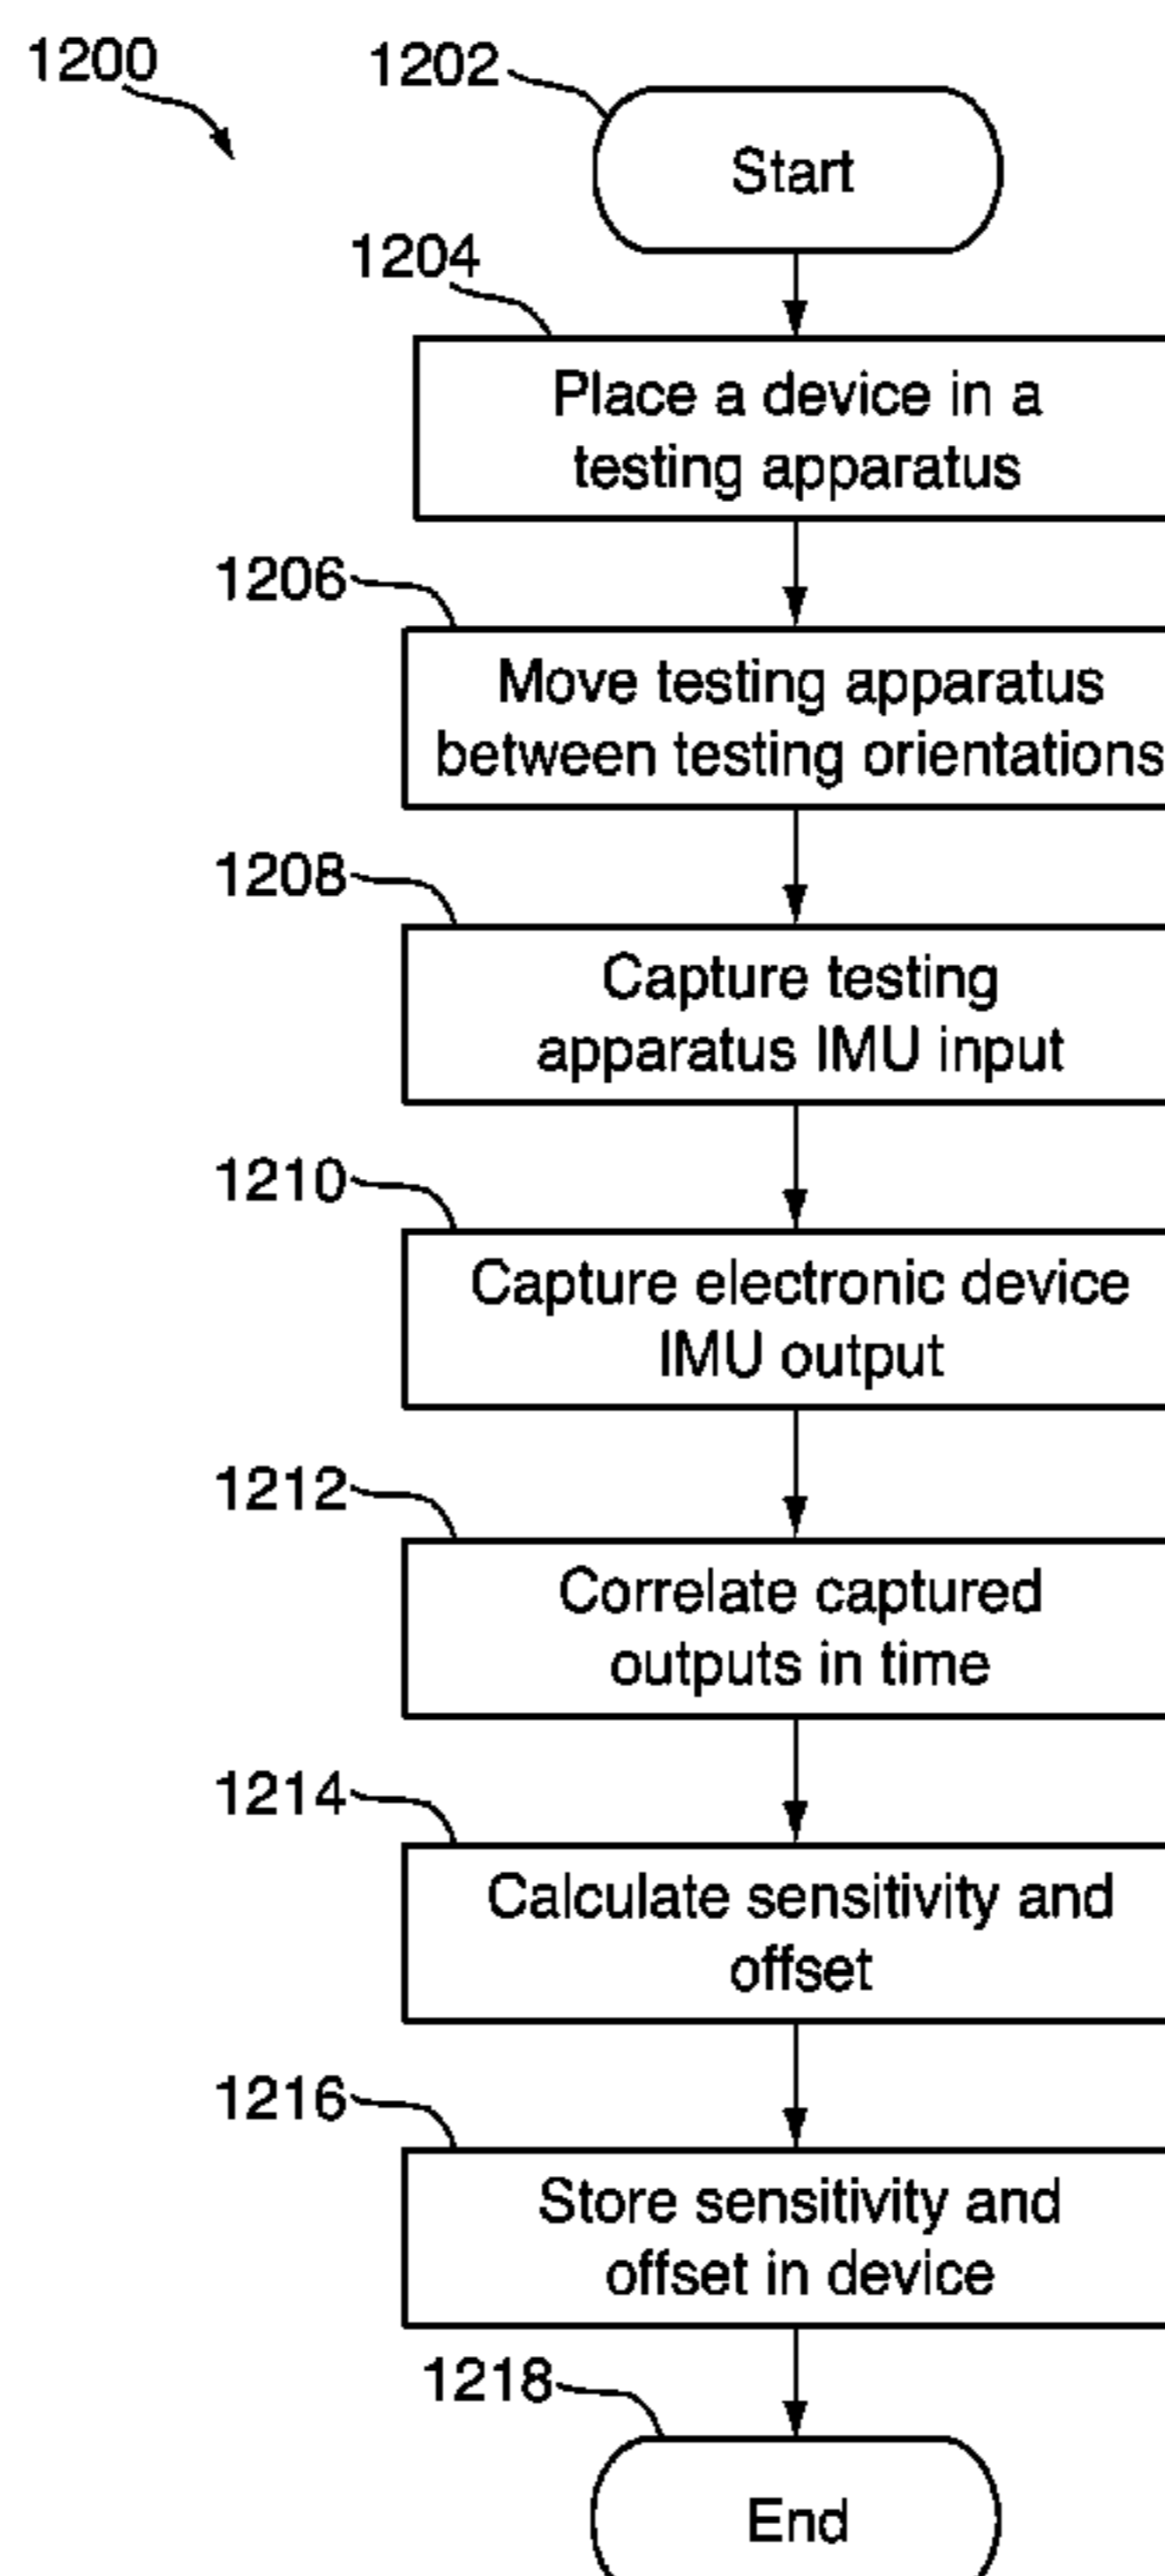 1200
1202
Start
1204
Place a device in a
testing apparatus
1206
Move testing apparatus
between testing orientations
1208
Capture testing
apparatus IMU input
1210
Capture electronic device
IMU output
1212
Correlate captured
outputs in time
1214
Calculate sensitivity and
offset
1216
Store sensitivity and
offset in device
1218
End